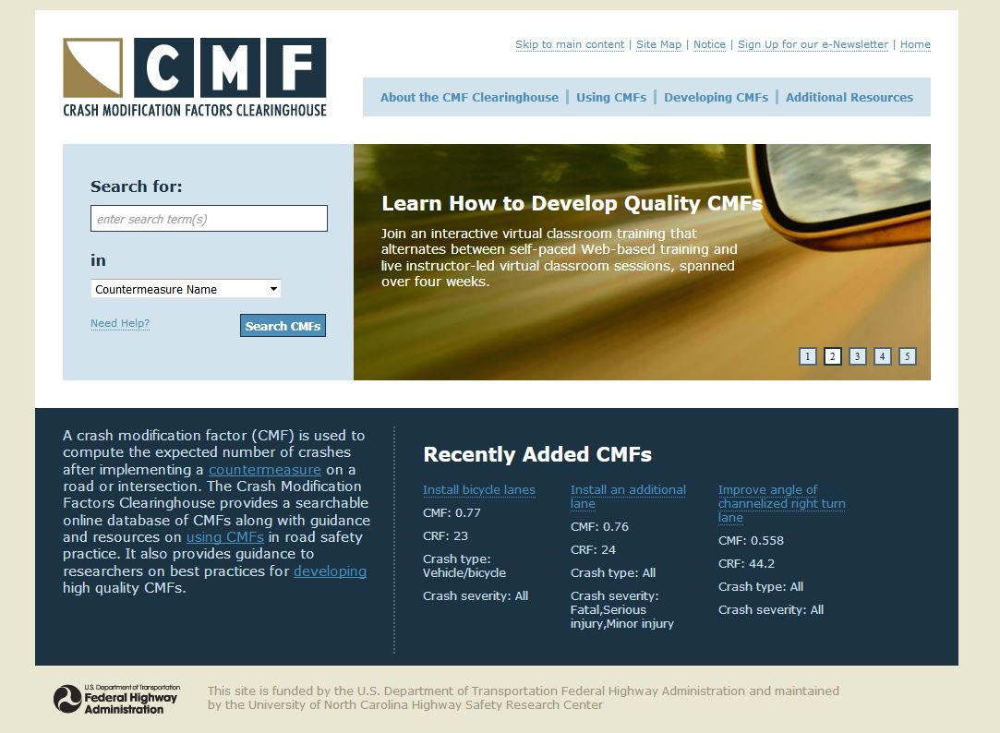 CMF
CRASH MODIFICATION FACTORS CLEARINGHOUSE
Skip to main content | Site Map | Notice | Sign Up for our e-Newsletter | Home
About the CMF Clearinghouse | Using CMFs | Developing CMFs | Additional Resources
Search for:
enter search term(s)
in
Countermeasure Name
Need Help?
Search CMFs
Learn How to Develop Quality CMFs
Join an interactive virtual classroom training that
alternates between self-paced Web-based training and
live instructor-led virtual classroom sessions, spanned
over four weeks.
1 2 3 4 5
A crash modification factor (CMF) is used to
compute the expected number of crashes
after implementing a countermeasure on a
road or intersection. The Crash Modification
Factors Clearinghouse provides a searchable
online database of CMFs along with guidance
and resources on using CMFs in road safety
practice. It also provides guidance to
researchers on best practices for developing
high quality CMFs.
Recently Added CMFs
Install bicycle lanes
CMF: 0.77
CRF: 23
Crash type:
Vehicle/bicycle
Crash severity: All
Install an additional
lane
CMF: 0.76
CRF: 24
Crash type: All
Crash severity:
Fatal,Serious
injury,Minor injury
Improve angle of
channelized right turn
lane
CMF: 0.558
CRF: 44.2
Crash type: All
Crash severity: All
U.S. Department of Transportation
Federal Highway
Administration
This site is funded by the U.S. Department of Transportation Federal Highway Administration and maintained
by the University of North Carolina Highway Safety Research Center